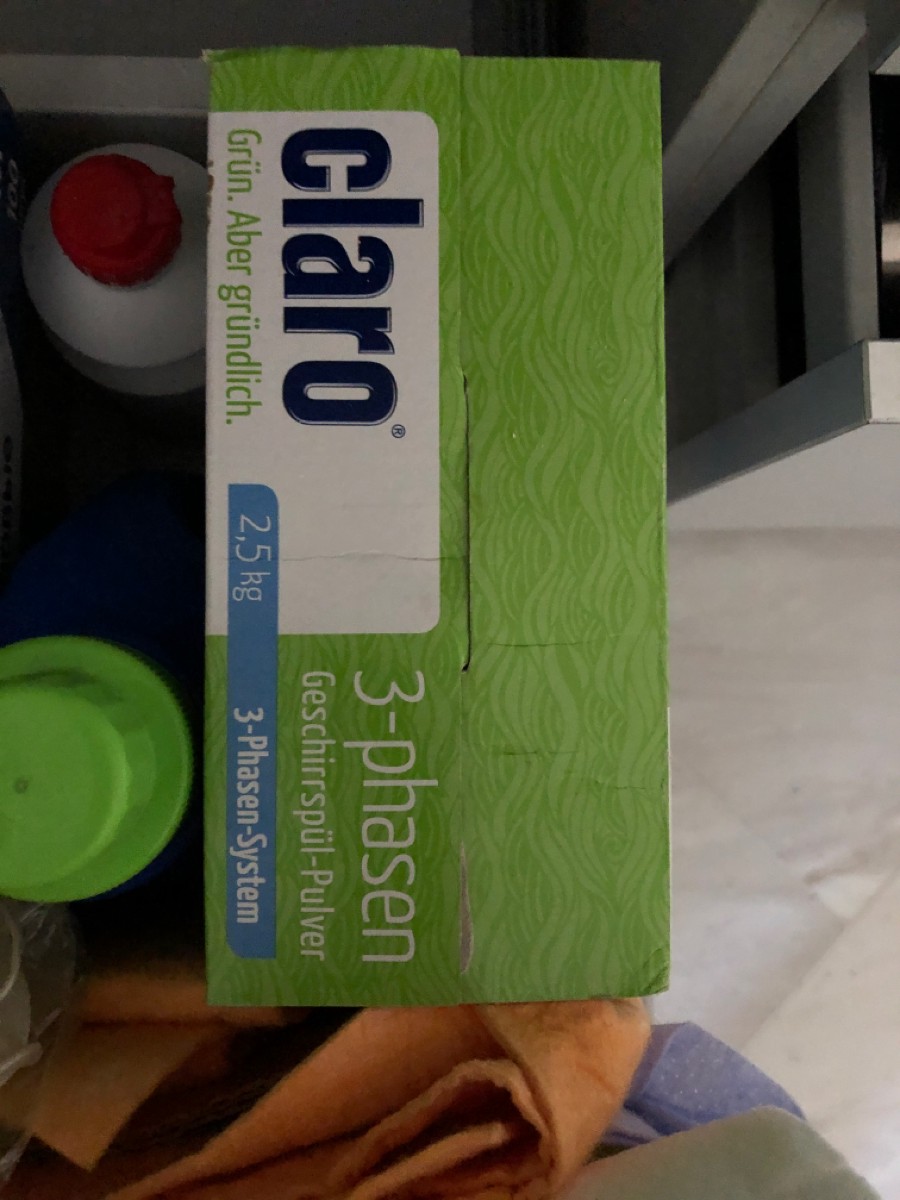 claro®
Grün. Aber gründlich.
2,5 kg
3-phasen
Geschirrspül-Pulver
3-Phasen-System